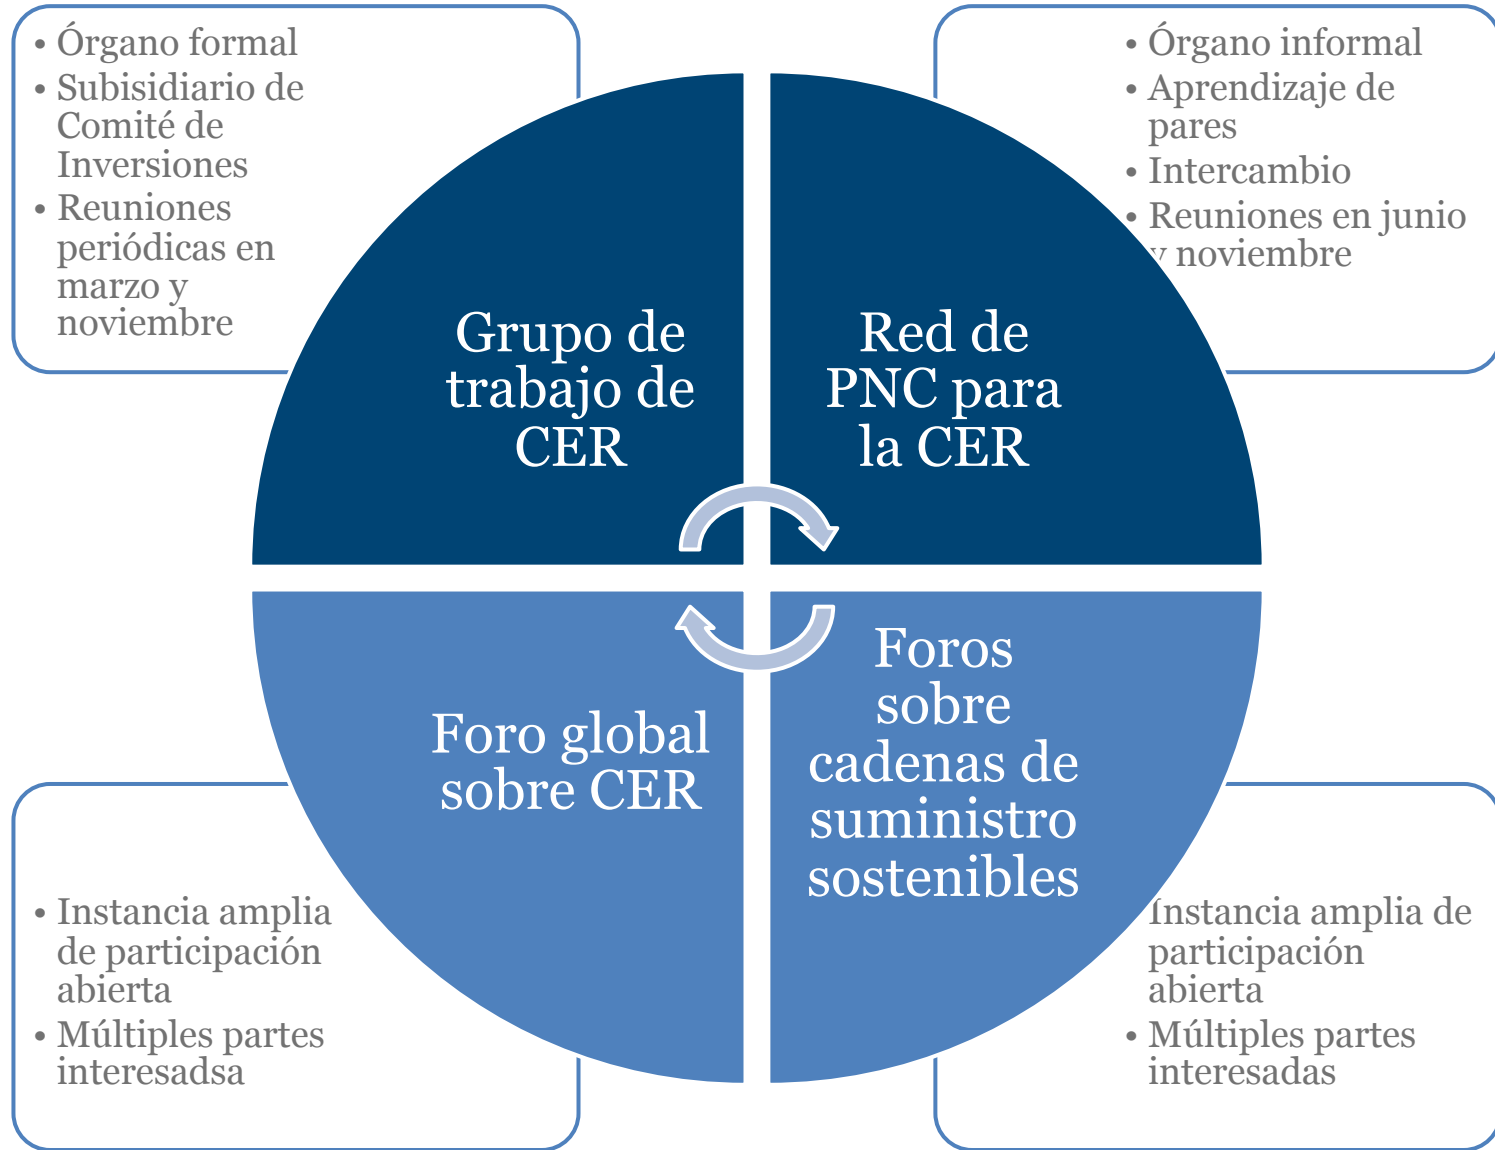 • Órgano formal
• Subisidiario de
Comité de
Inversiones
• Reuniones
periódicas en
marzo y
noviembre
• Órgano informal
• Aprendizaje de
pares
• Intercambio
• Reuniones en junio
y noviembre
Grupo de
trabajo de
CER
Red de
PNC para
la CER
Foro global
sobre CER
Foros
sobre
cadenas de
suministro
sostenibles
• Instancia amplia
de participación
abierta
• Múltiples partes
interesadsa
Instancia amplia de
participación
abierta
• Múltiples partes
interesadas